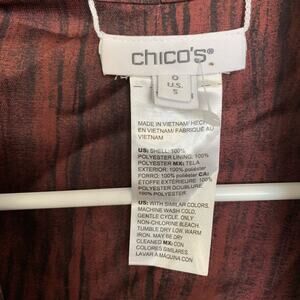 chico's®
0
U.S.
S
MADE IN VIETNAM/ HECHO
EN VIETNAM/ FABRIQUÉ AU
VIETNAM
US: SHELL: 100%
POLYESTER LINING: 100%
POLYESTER MX: TELA
EXTERIOR: 100% poliéster
FORRO: 100% poliéster CA:
ÉTOFFE EXTÉRIEURE: 100%
POLYESTER DOUBLURE:
100% POLYESTER
US: WITH SIMILAR COLORS.
MACHINE WASH COLD,
GENTLE CYCLE. ONLY
NON-CHLORINE BLEACH.
TUMBLE DRY LOW. WARM
IRON. MAY BE DRY
CLEANED MX: CON
COLORES SIMILARES.
LAVAR A MÁQUINA CON